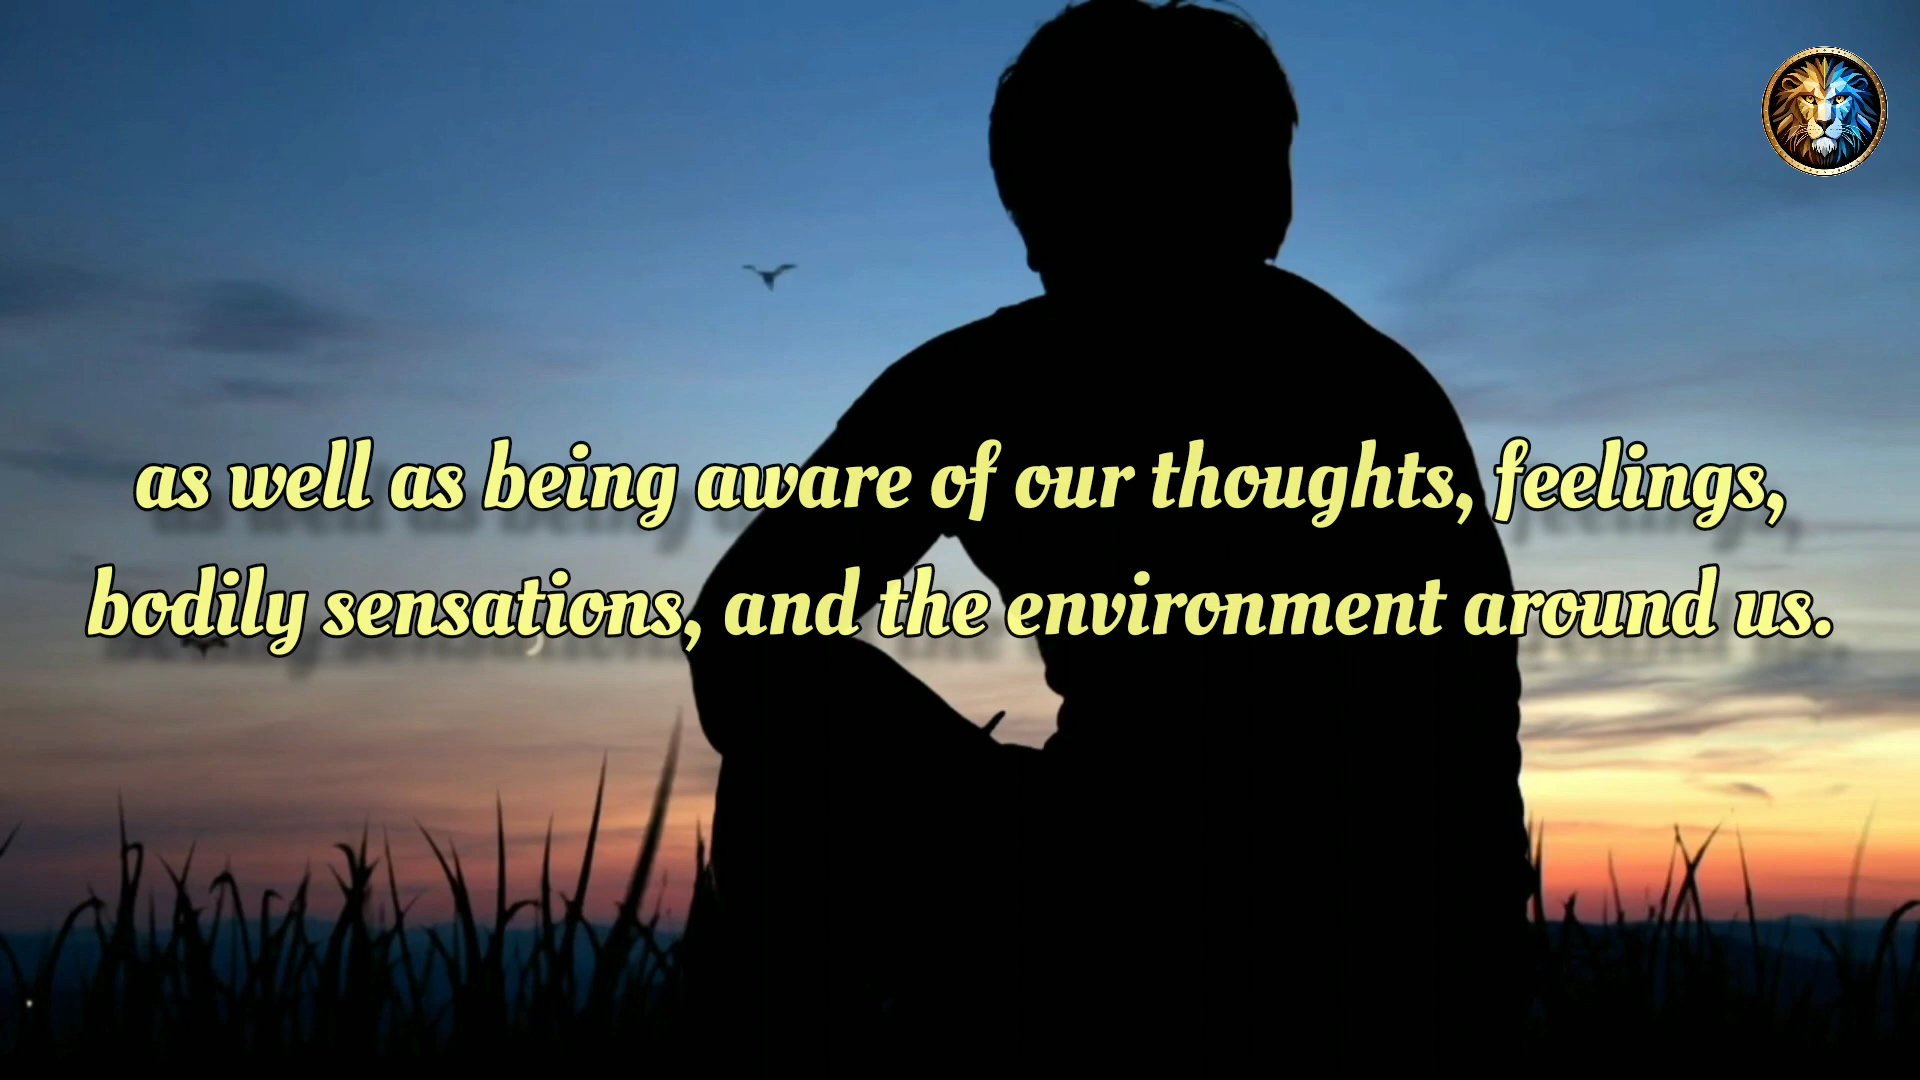 as well as being aware of our thoughts, feelings,
bodily sensations, and the environment around us.